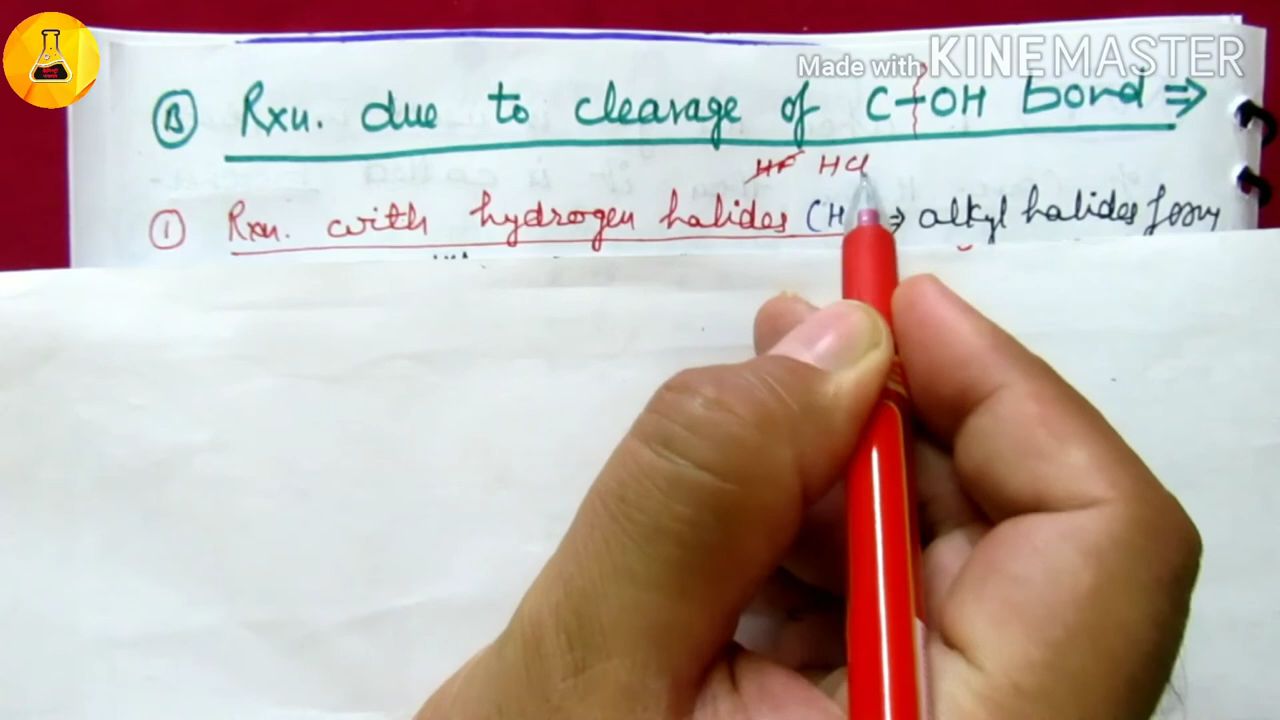 Made with KINEMASTER
Ⓑ Rxn. due to cleavage of C-OH bond ⇒
HF HCl
① Rxn. with hydrogen halides (H → alkyl halides form